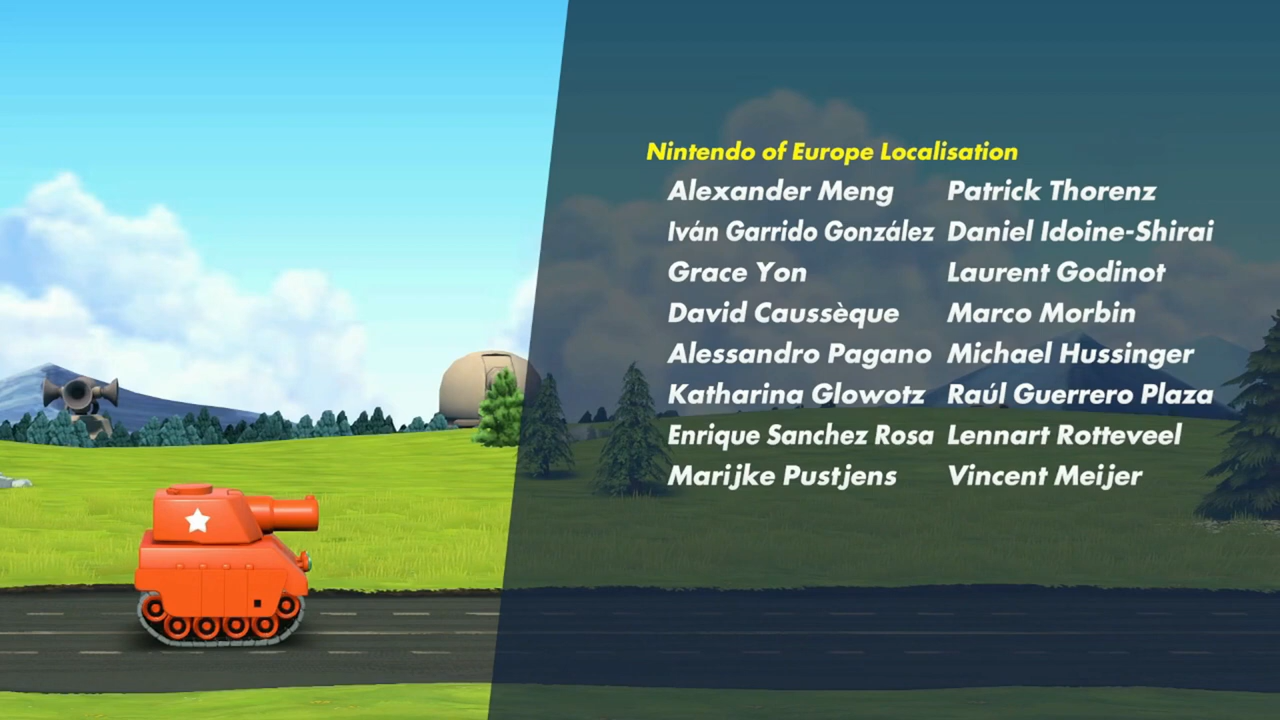 Nintendo of Europe Localisation
Alexander Meng Patrick Thorenz
Iván Garrido González Daniel Idoine-Shirai
Grace Yon Laurent Godinot
David Caussèque Marco Morbin
Alessandro Pagano Michael Hussinger
Katharina Glowotz Raúl Guerrero Plaza
Enrique Sanchez Rosa Lennart Rotteveel
Marijke Pustjens Vincent Meijer